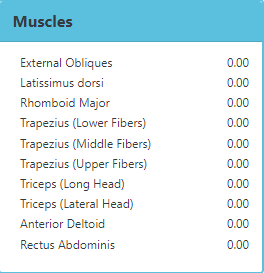 Muscles
External Obliques 0.00
Latissimus dorsi 0.00
Rhomboid Major 0.00
Trapezius (Lower Fibers) 0.00
Trapezius (Middle Fibers) 0.00
Trapezius (Upper Fibers) 0.00
Triceps (Long Head) 0.00
Triceps (Lateral Head) 0.00
Anterior Deltoid 0.00
Rectus Abdominis 0.00